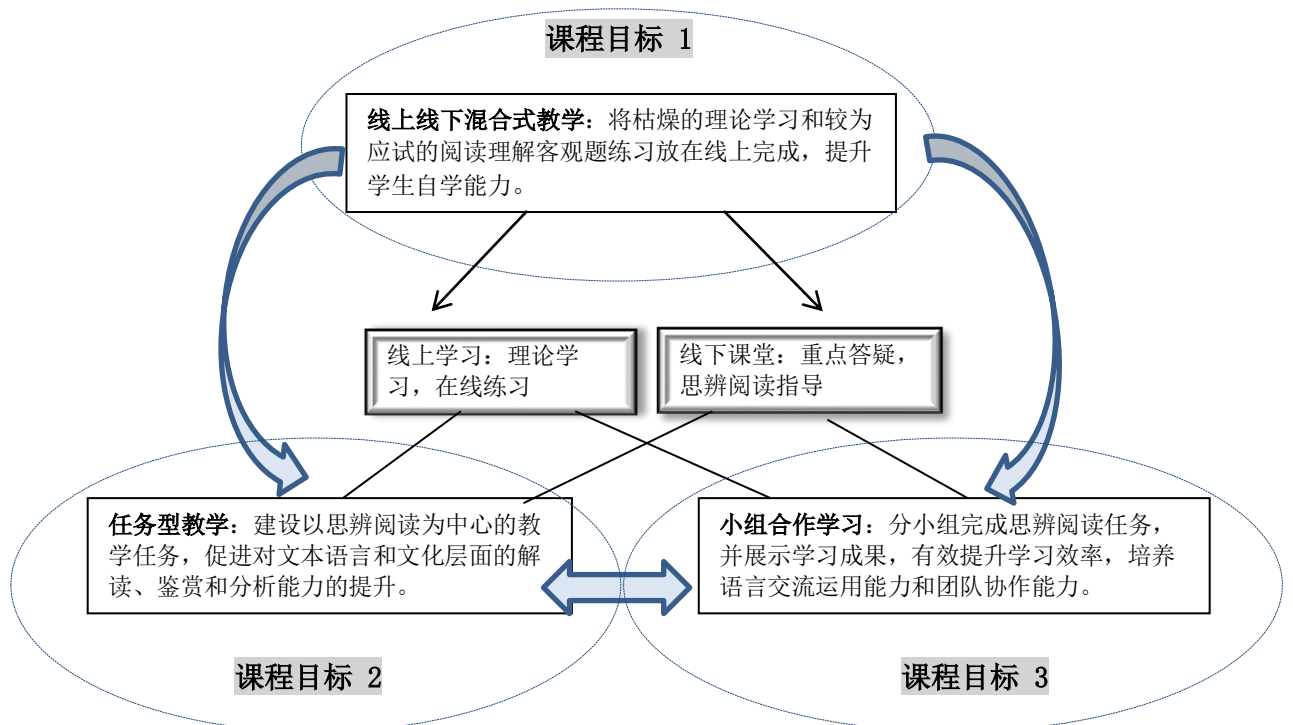 课程目标 1
线上线下混合式教学：将枯燥的理论学习和较为
应试的阅读理解客观题练习放在线上完成，提升
学生自学能力。
线上学习：理论学
习，在线练习
线下课堂：重点答疑，
思辨阅读指导
任务型教学：建设以思辨阅读为中心的教
学任务，促进对文本语言和文化层面的解
读、鉴赏和分析能力的提升。
小组合作学习：分小组完成思辨阅读任务，
并展示学习成果，有效提升学习效率，培养
语言交流运用能力和团队协作能力。
课程目标 2
课程目标 3